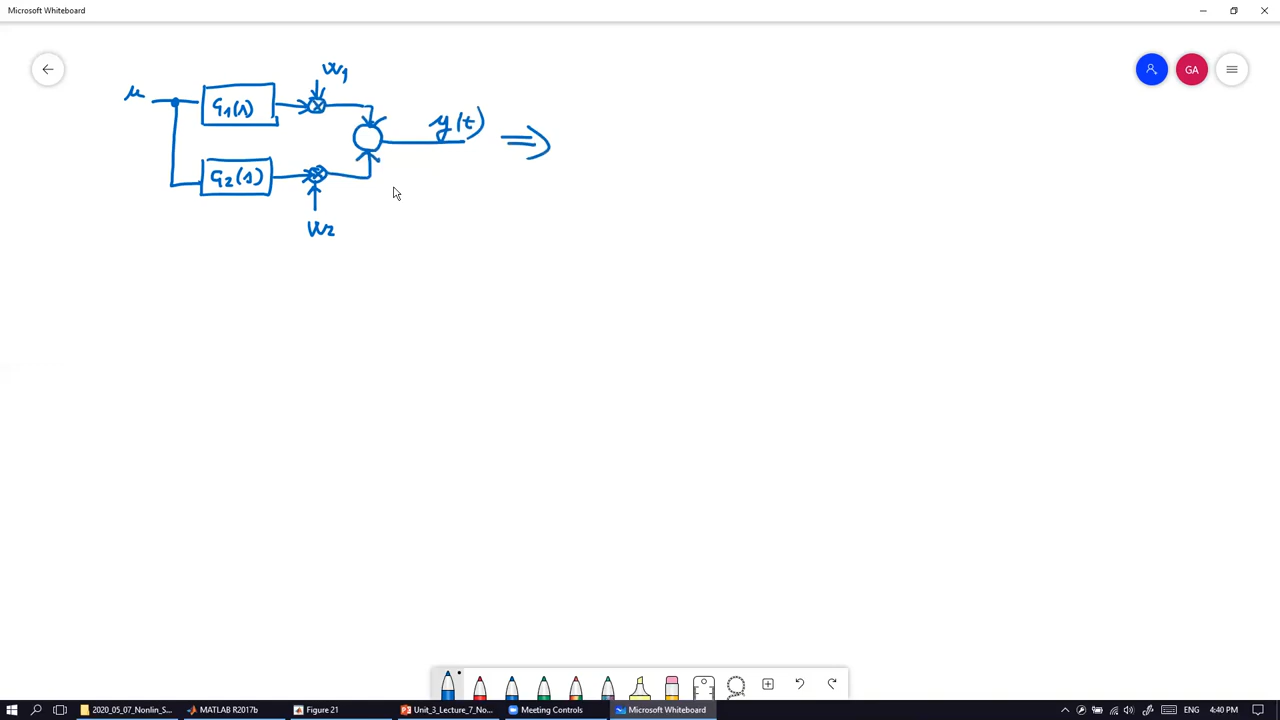 Microsoft Whiteboard
GA
u
G1(s)
w1
y(t)
⇒
G2(s)
w2
2020_05_07_Nonlin_S...
MATLAB R2017b
Figure 21
Unit_3_Lecture_7_No...
Meeting Controls
Microsoft Whiteboard
ENG
4:40 PM